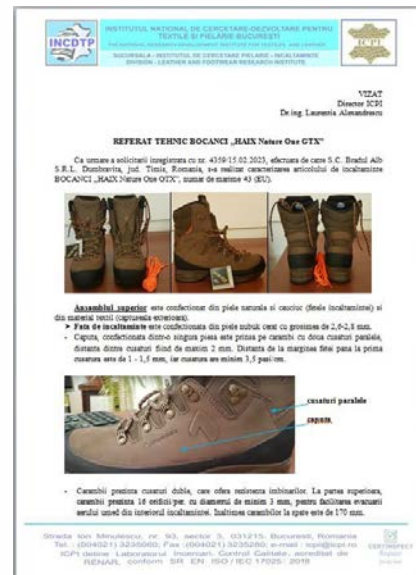 INSTITUTUL NATIONAL DE CERCETARE-DEZVOLTARE PENTRU
TEXTILE SI PIELARIE-BUCURESTI
THE NATIONAL RESEARCH-DEVELOPMENT INSTITUTE FOR TEXTILES AND LEATHER
SUCURSALA - INSTITUTUL DE CERCETARE PIELARIE - INCALTAMINTE
DIVISION - LEATHER AND FOOTWEAR RESEARCH INSTITUTE
INCDTP
ICPI
VIZAT
Director ICPI
Dr.ing. Laurentia Alexandrescu
REFERAT TEHNIC BOCANCI „HAIX Nature One GTX"
Ca urmare a solicitarii inregistrata cu nr. 4359/15.02.2023, efectuata de catre S.C. Bradul Alb
S.R.L. Dumbravita, jud. Timis, Romania, s-a realizat caracterizarea articolului de incaltaminte
BOCANCI „HAIX Nature One GTX", numar de marime 43 (EU).
Ansamblul superior este confectionat din piele naturala si cauciuc (fetele incaltamintei) si
din material textil (captuselile exterioare).
➤ Fata de incaltaminte este confectionata din piele nubuk cerat cu grosimea de 2,6-2,8 mm.
- Caputa, confectionata dintr-o singura piesa este prinsa pe carambi cu doua cusaturi paralele,
distanta dintre cusaturi fiind de maxim 2 mm. Distanta de la marginea fetei pana la prima
cusatura este de 1 - 1,5 mm, iar cusatura are minim 3,5 pasi/cm.
cusaturi paralele
caputa
- Carambii prezinta cusaturi duble, care ofera rezistenta imbinarilor. La partea superioara,
carambii prezinta 16 orificii/per. cu diametrul de minim 3 mm, pentru facilitarea evacuarii
aerului umed din interiorul incaltamintei. Inaltimea carambilor la spate este de 170 mm.
Strada Ion Minulescu, nr. 93, sector 3, 031215, Bucuresti, Romania
Tel.: (004021) 3235060; Fax: (004021) 3235280; e-mail: icpi@icpi.ro
ICPI detine Laboratorul Incercari, Control Calitate, acreditat de
RENAR, conform SR EN ISO / IEC 17025 : 2018
CERTINSPECT